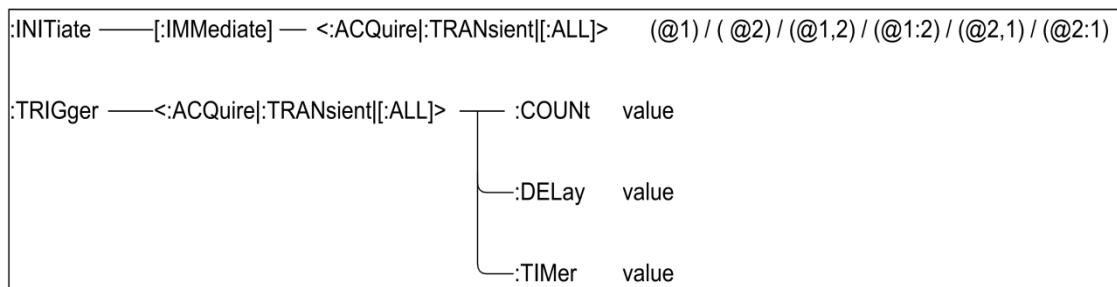 :INITiate [:IMMediate] <:ACQuire|:TRANsient|[:ALL]> (@1) / ( @2) / (@1,2) / (@1:2) / (@2,1) / (@2:1)
:TRIGger <:ACQuire|:TRANsient|[:ALL]> :COUNt value
:DELay value
:TIMer value